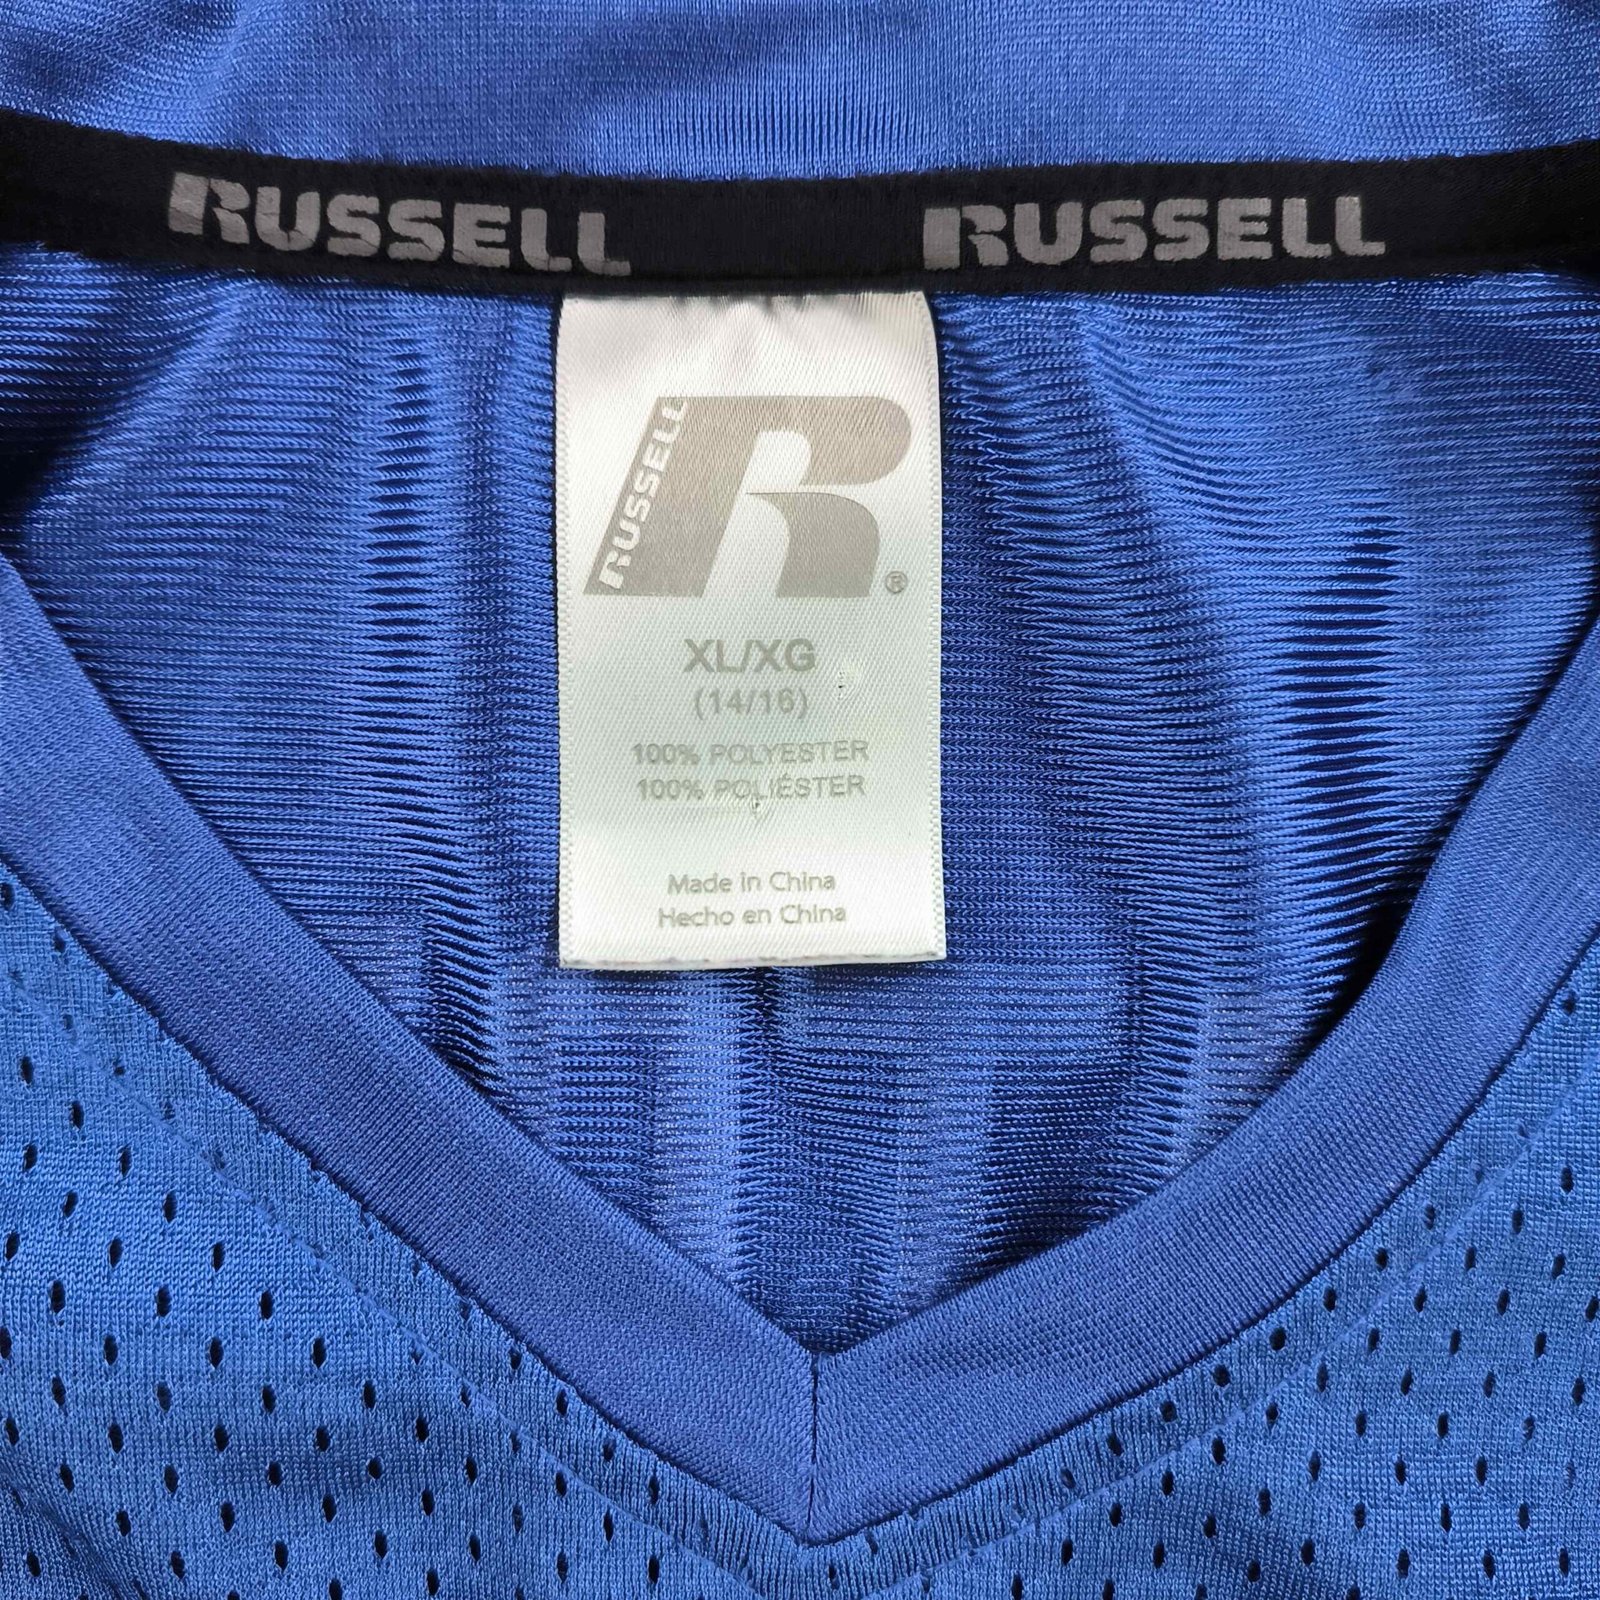 RUSSELL RUSSELL
RUSSELL
R
®
XL/XG
(14/16)
100% POLYESTER
100% POLIÉSTER
Made in China
Hecho en China